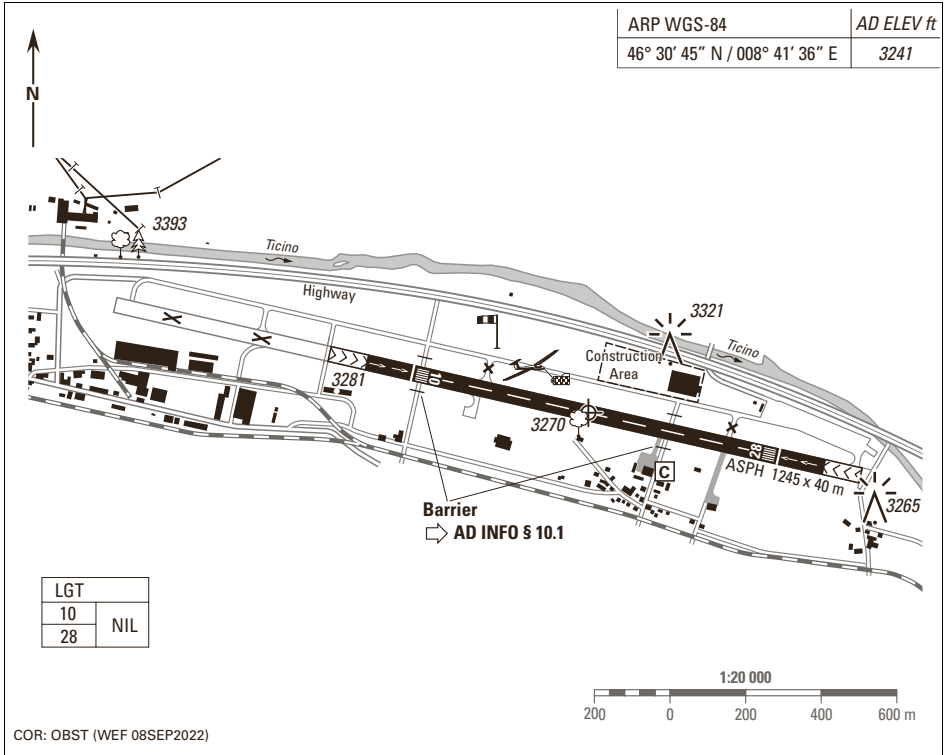 ARP WGS-84
AD ELEV ft
46° 30′ 45″ N / 008° 41′ 36″ E
3241
N
3393
Ticino
Highway
3321
Ticino
Construction
Area
3281
10
3270
28
ASPH 1245 x 40 m
C
3265
Barrier
AD INFO § 10.1
LGT
10
28
NIL
1:20 000
200 0 200 400 600 m
COR: OBST (WEF 08SEP2022)